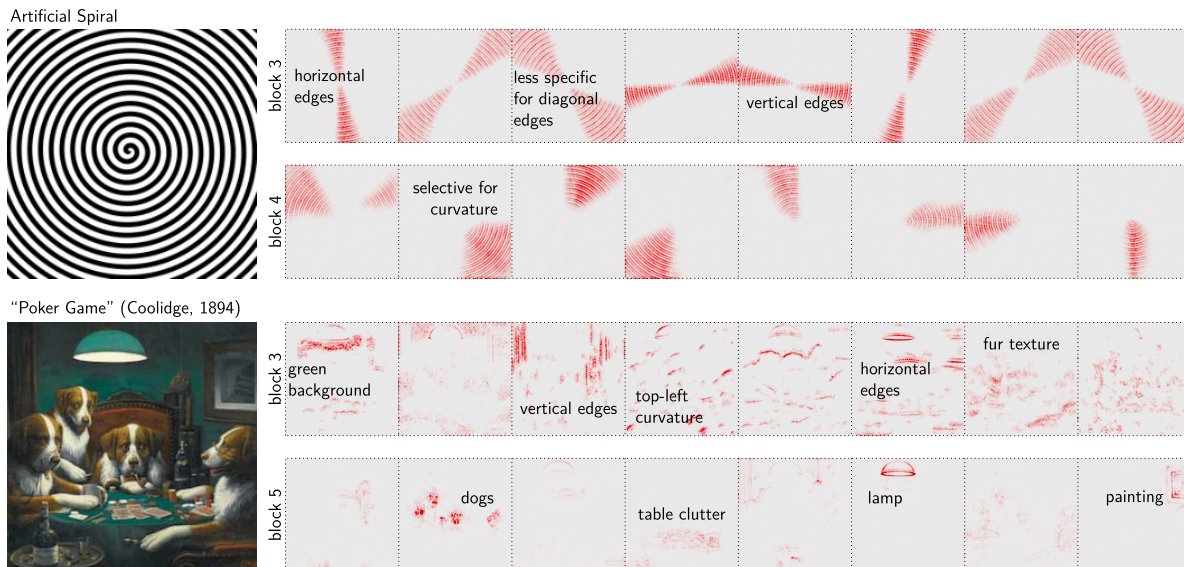 Artificial Spiral
block 3
horizontal
edges
less specific
for diagonal
edges
vertical edges
block 4
selective for
curvature
“Poker Game” (Coolidge, 1894)
block 3
green
background
vertical edges
top-left
curvature
horizontal
edges
fur texture
block 5
dogs
table clutter
lamp
painting